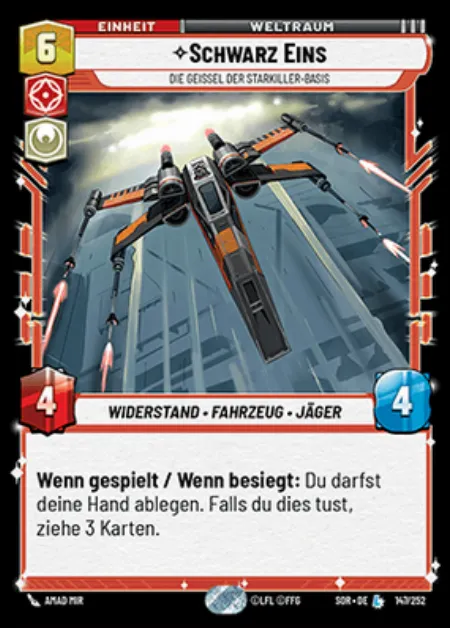 EINHEIT WELTRAUM
6
SCHWARZ EINS
DIE GEISSEL DER STARKILLER-BASIS
4
WIDERSTAND • FAHRZEUG • JÄGER
4
Wenn gespielt / Wenn besiegt: Du darfst
deine Hand ablegen. Falls du dies tust,
ziehe 3 Karten.
AMAD MIR ©LFL ©FFG SOR • DE L 147/252